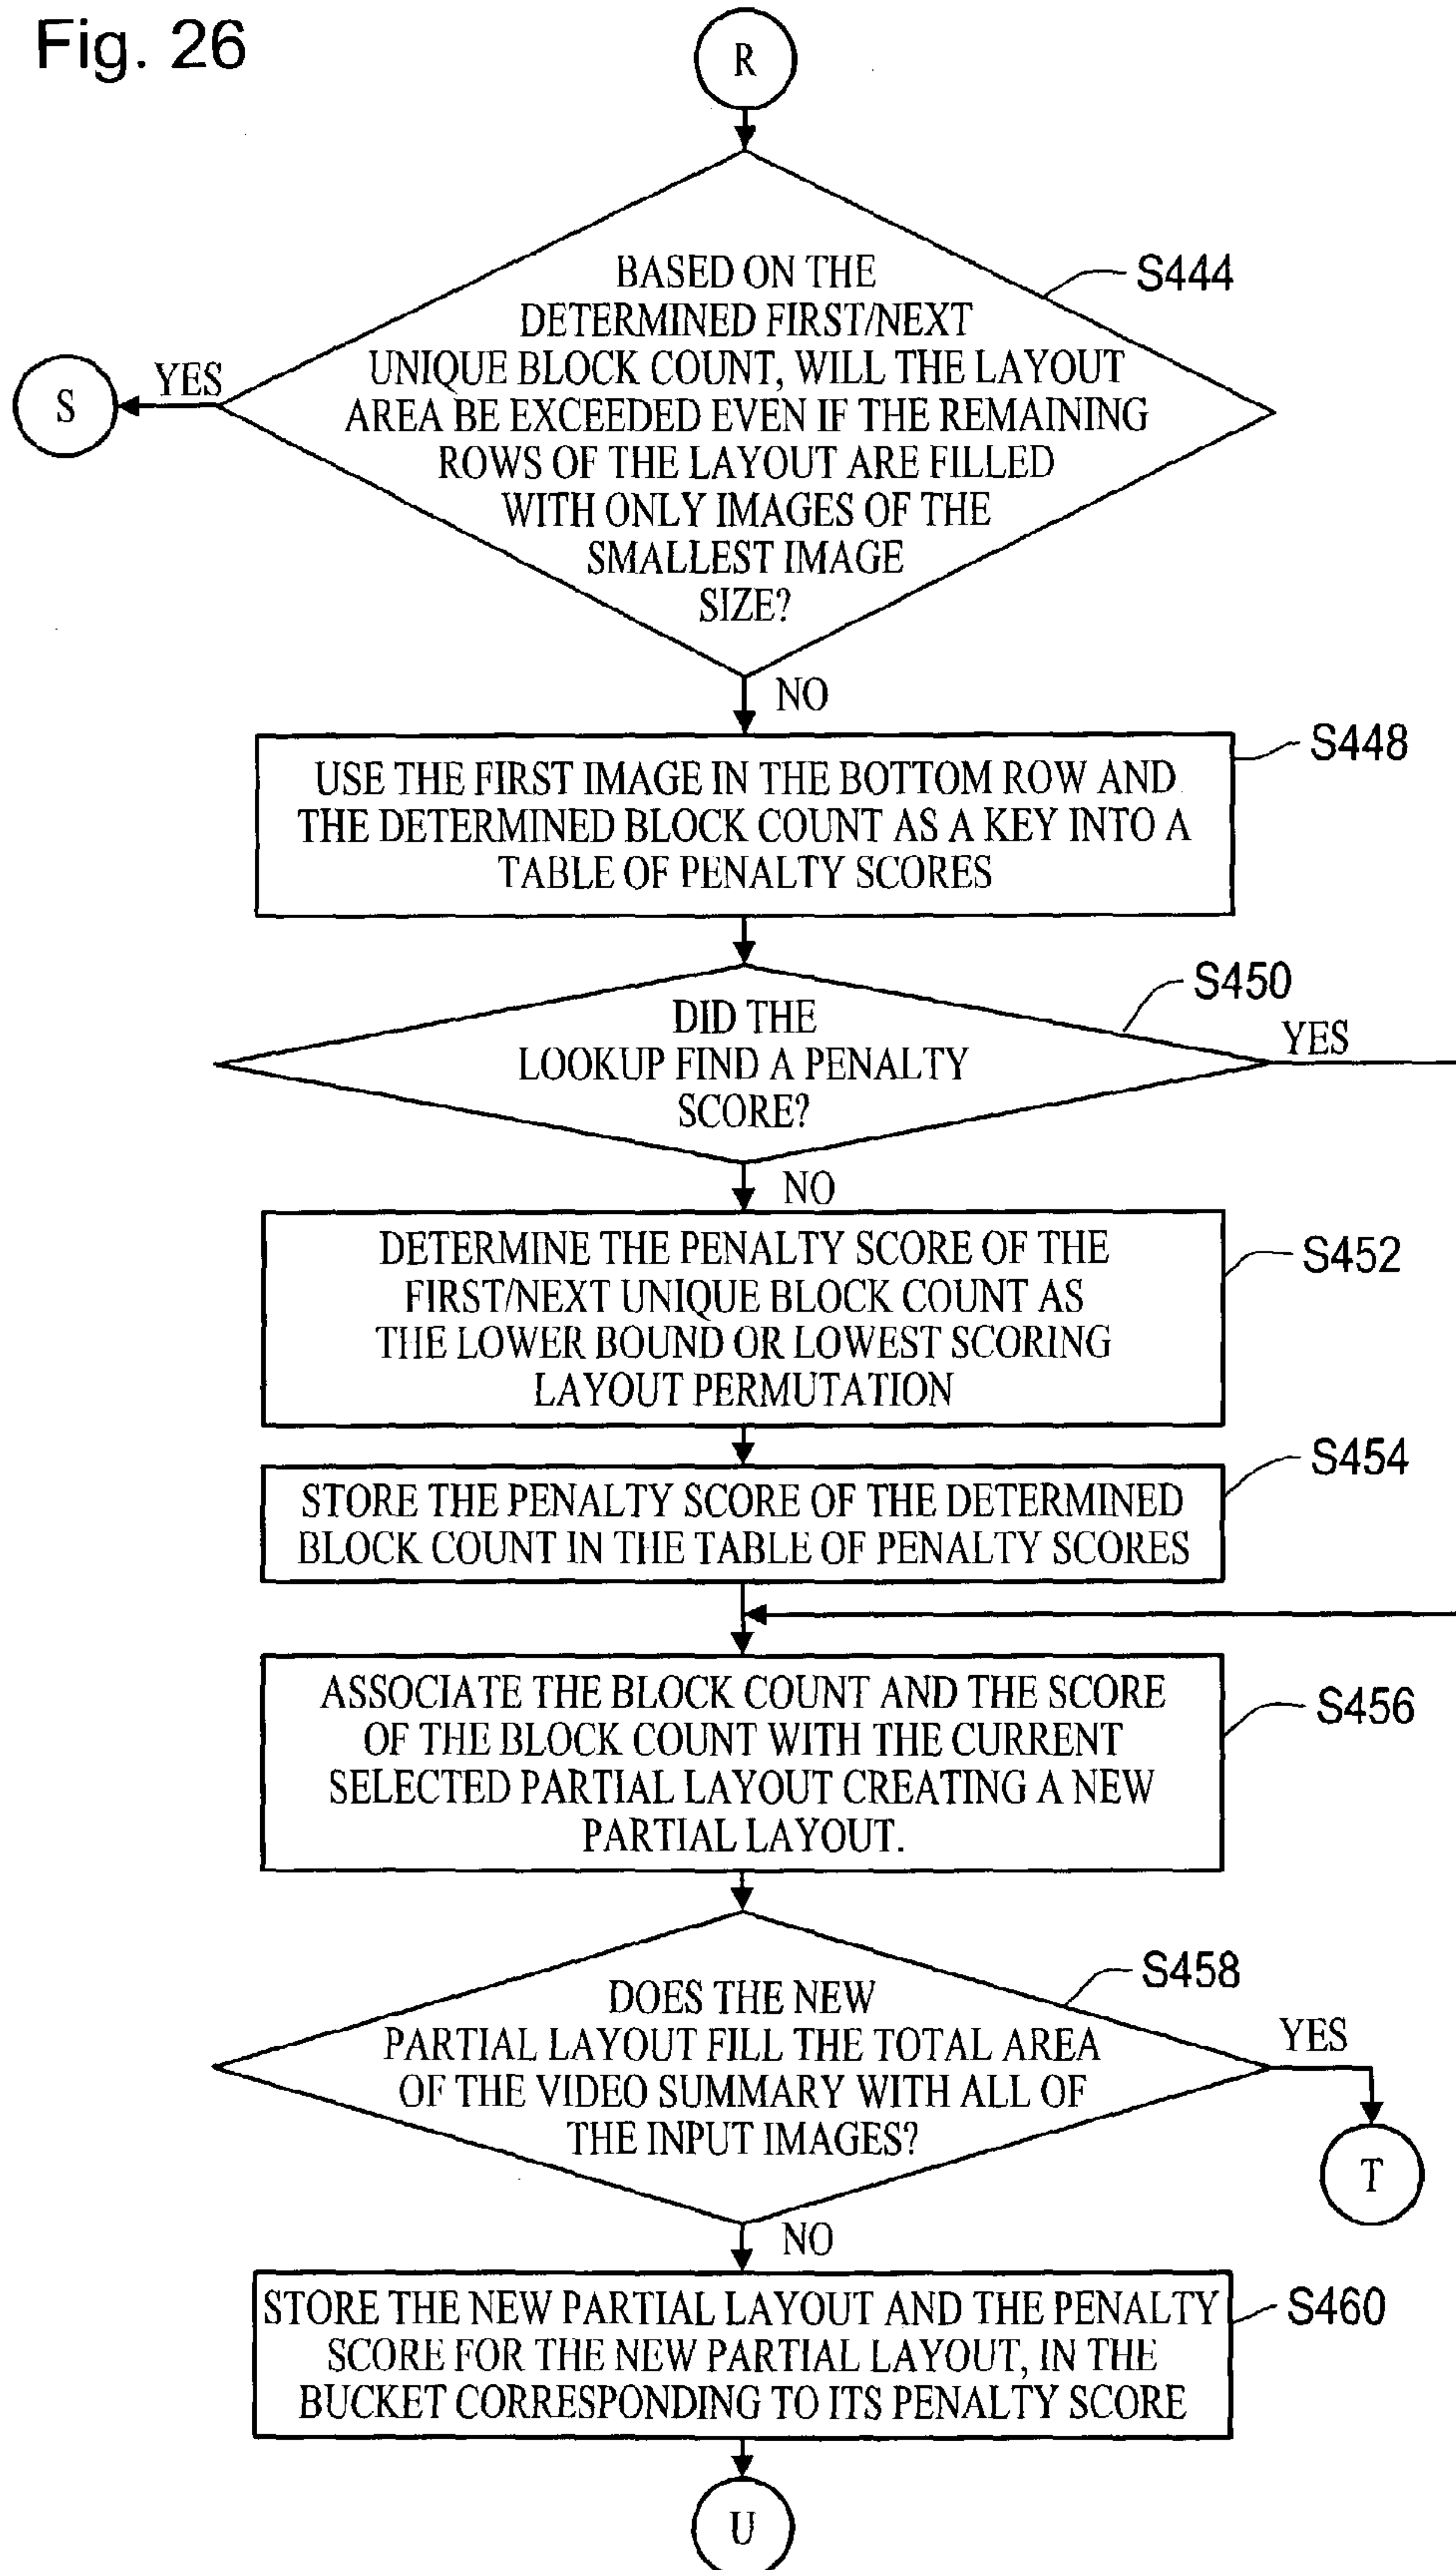 Fig. 26
R
BASED ON THE
DETERMINED FIRST/NEXT
UNIQUE BLOCK COUNT, WILL THE LAYOUT
AREA BE EXCEEDED EVEN IF THE REMAINING
ROWS OF THE LAYOUT ARE FILLED
WITH ONLY IMAGES OF THE
SMALLEST IMAGE
SIZE?
S444
YES
S
NO
USE THE FIRST IMAGE IN THE BOTTOM ROW AND
THE DETERMINED BLOCK COUNT AS A KEY INTO A
TABLE OF PENALTY SCORES
S448
DID THE
LOOKUP FIND A PENALTY
SCORE?
S450
YES
NO
DETERMINE THE PENALTY SCORE OF THE
FIRST/NEXT UNIQUE BLOCK COUNT AS
THE LOWER BOUND OR LOWEST SCORING
LAYOUT PERMUTATION
S452
STORE THE PENALTY SCORE OF THE DETERMINED
BLOCK COUNT IN THE TABLE OF PENALTY SCORES
S454
ASSOCIATE THE BLOCK COUNT AND THE SCORE
OF THE BLOCK COUNT WITH THE CURRENT
SELECTED PARTIAL LAYOUT CREATING A NEW
PARTIAL LAYOUT.
S456
DOES THE NEW
PARTIAL LAYOUT FILL THE TOTAL AREA
OF THE VIDEO SUMMARY WITH ALL OF
THE INPUT IMAGES?
S458
YES
T
NO
STORE THE NEW PARTIAL LAYOUT AND THE PENALTY
SCORE FOR THE NEW PARTIAL LAYOUT, IN THE
BUCKET CORRESPONDING TO ITS PENALTY SCORE
S460
U